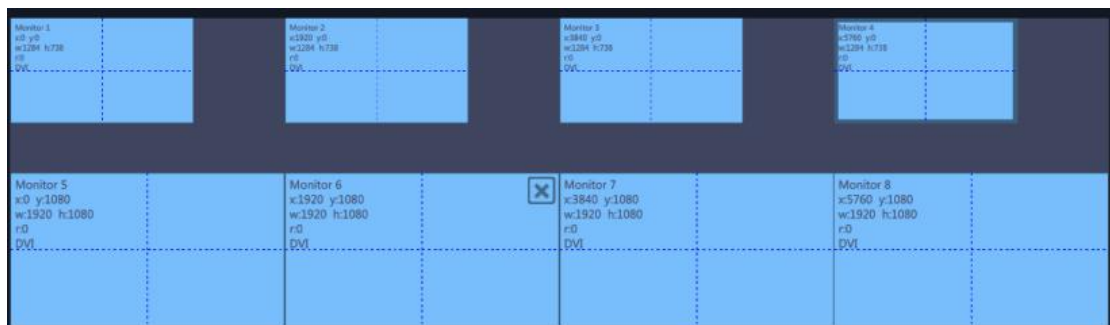 Monitor 1
x:0 y:0
w:1284 h:738
r:0
DVI
Monitor 2
x:1920 y:0
w:1284 h:738
r:0
DVI
Monitor 3
x:3840 y:0
w:1284 h:738
r:0
DVI
Monitor 4
x:5760 y:0
w:1284 h:738
r:0
DVI
Monitor 5
x:0 y:1080
w:1920 h:1080
r:0
DVI
Monitor 6
x:1920 y:1080
w:1920 h:1080
r:0
DVI
Monitor 7
x:3840 y:1080
w:1920 h:1080
r:0
DVI
Monitor 8
x:5760 y:1080
w:1920 h:1080
r:0
DVI